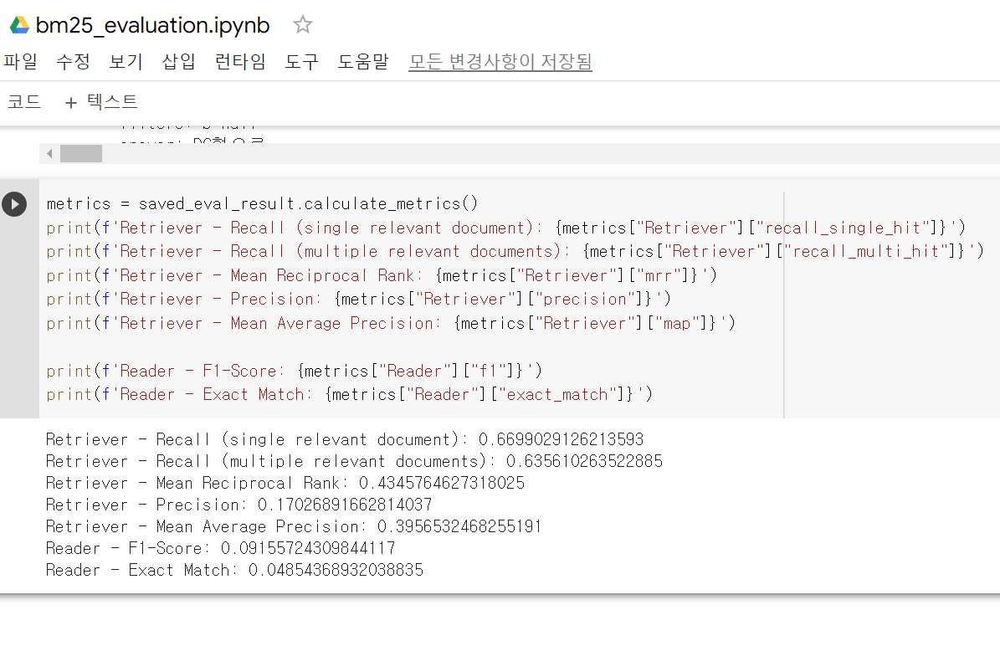 bm25_evaluation.ipynb
파일 수정 보기 삽입 런타임 도구 도움말 모든 변경사항이 저장됨
코드 + 텍스트
metrics = saved_eval_result.calculate_metrics()
print(f'Retriever - Recall (single relevant document): {metrics["Retriever"]["recall_single_hit"]}')
print(f'Retriever - Recall (multiple relevant documents): {metrics["Retriever"]["recall_multi_hit"]}')
print(f'Retriever - Mean Reciprocal Rank: {metrics["Retriever"]["mrr"]}')
print(f'Retriever - Precision: {metrics["Retriever"]["precision"]}')
print(f'Retriever - Mean Average Precision: {metrics["Retriever"]["map"]}')
print(f'Reader - F1-Score: {metrics["Reader"]["f1"]}')
print(f'Reader - Exact Match: {metrics["Reader"]["exact_match"]}')
Retriever - Recall (single relevant document): 0.6699029126213593
Retriever - Recall (multiple relevant documents): 0.635610263522885
Retriever - Mean Reciprocal Rank: 0.4345764627318025
Retriever - Precision: 0.17026891662814037
Retriever - Mean Average Precision: 0.3956532468255191
Reader - F1-Score: 0.09155724309844117
Reader - Exact Match: 0.04854368932038835